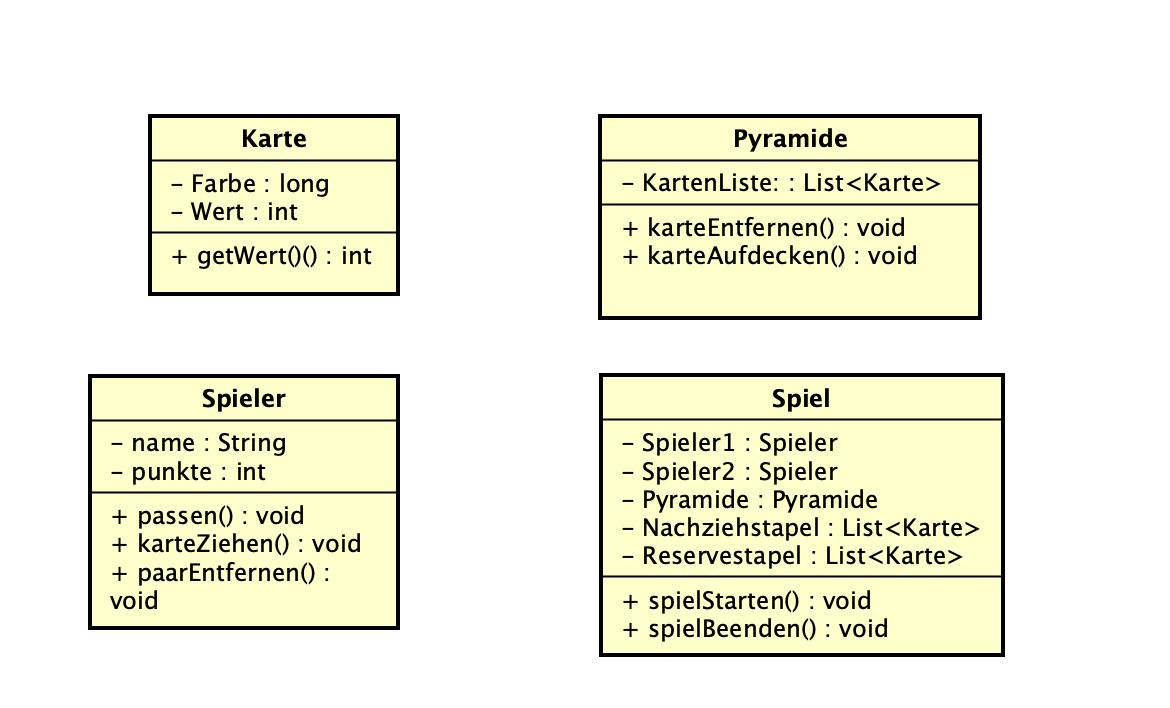 Karte
– Farbe : long
– Wert : int
+ getWert()() : int
Pyramide
– KartenListe: : List<Karte>
+ karteEntfernen() : void
+ karteAufdecken() : void
Spieler
– name : String
– punkte : int
+ passen() : void
+ karteZiehen() : void
+ paarEntfernen() :
void
Spiel
– Spieler1 : Spieler
– Spieler2 : Spieler
– Pyramide : Pyramide
– Nachziehstapel : List<Karte>
– Reservestapel : List<Karte>
+ spielStarten() : void
+ spielBeenden() : void